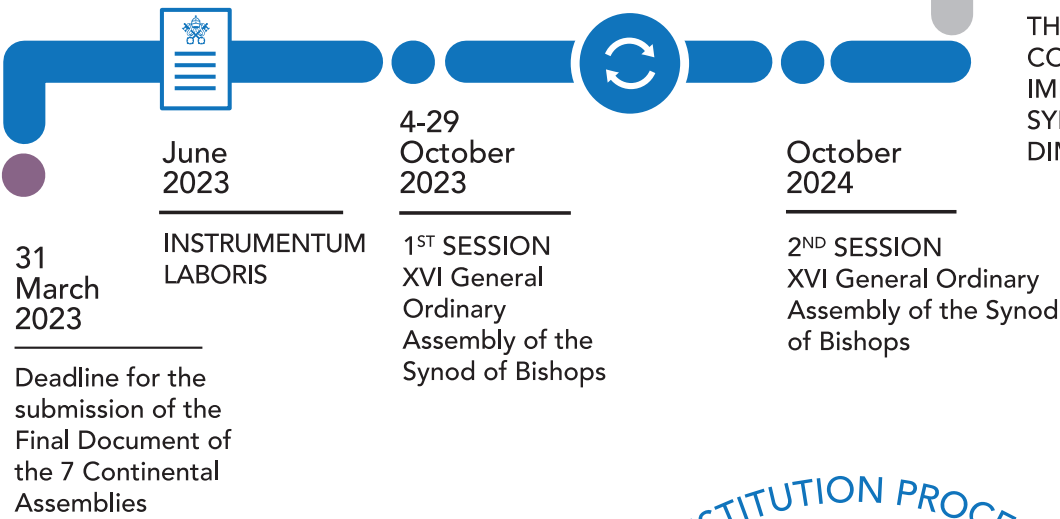 31
March
2023
Deadline for the
submission of the
Final Document of
the 7 Continental
Assemblies
June
2023
INSTRUMENTUM
LABORIS
4-29
October
2023
1ST SESSION
XVI General
Ordinary
Assembly of the
Synod of Bishops
October
2024
2ND SESSION
XVI General Ordinary
Assembly of the Synod
of Bishops